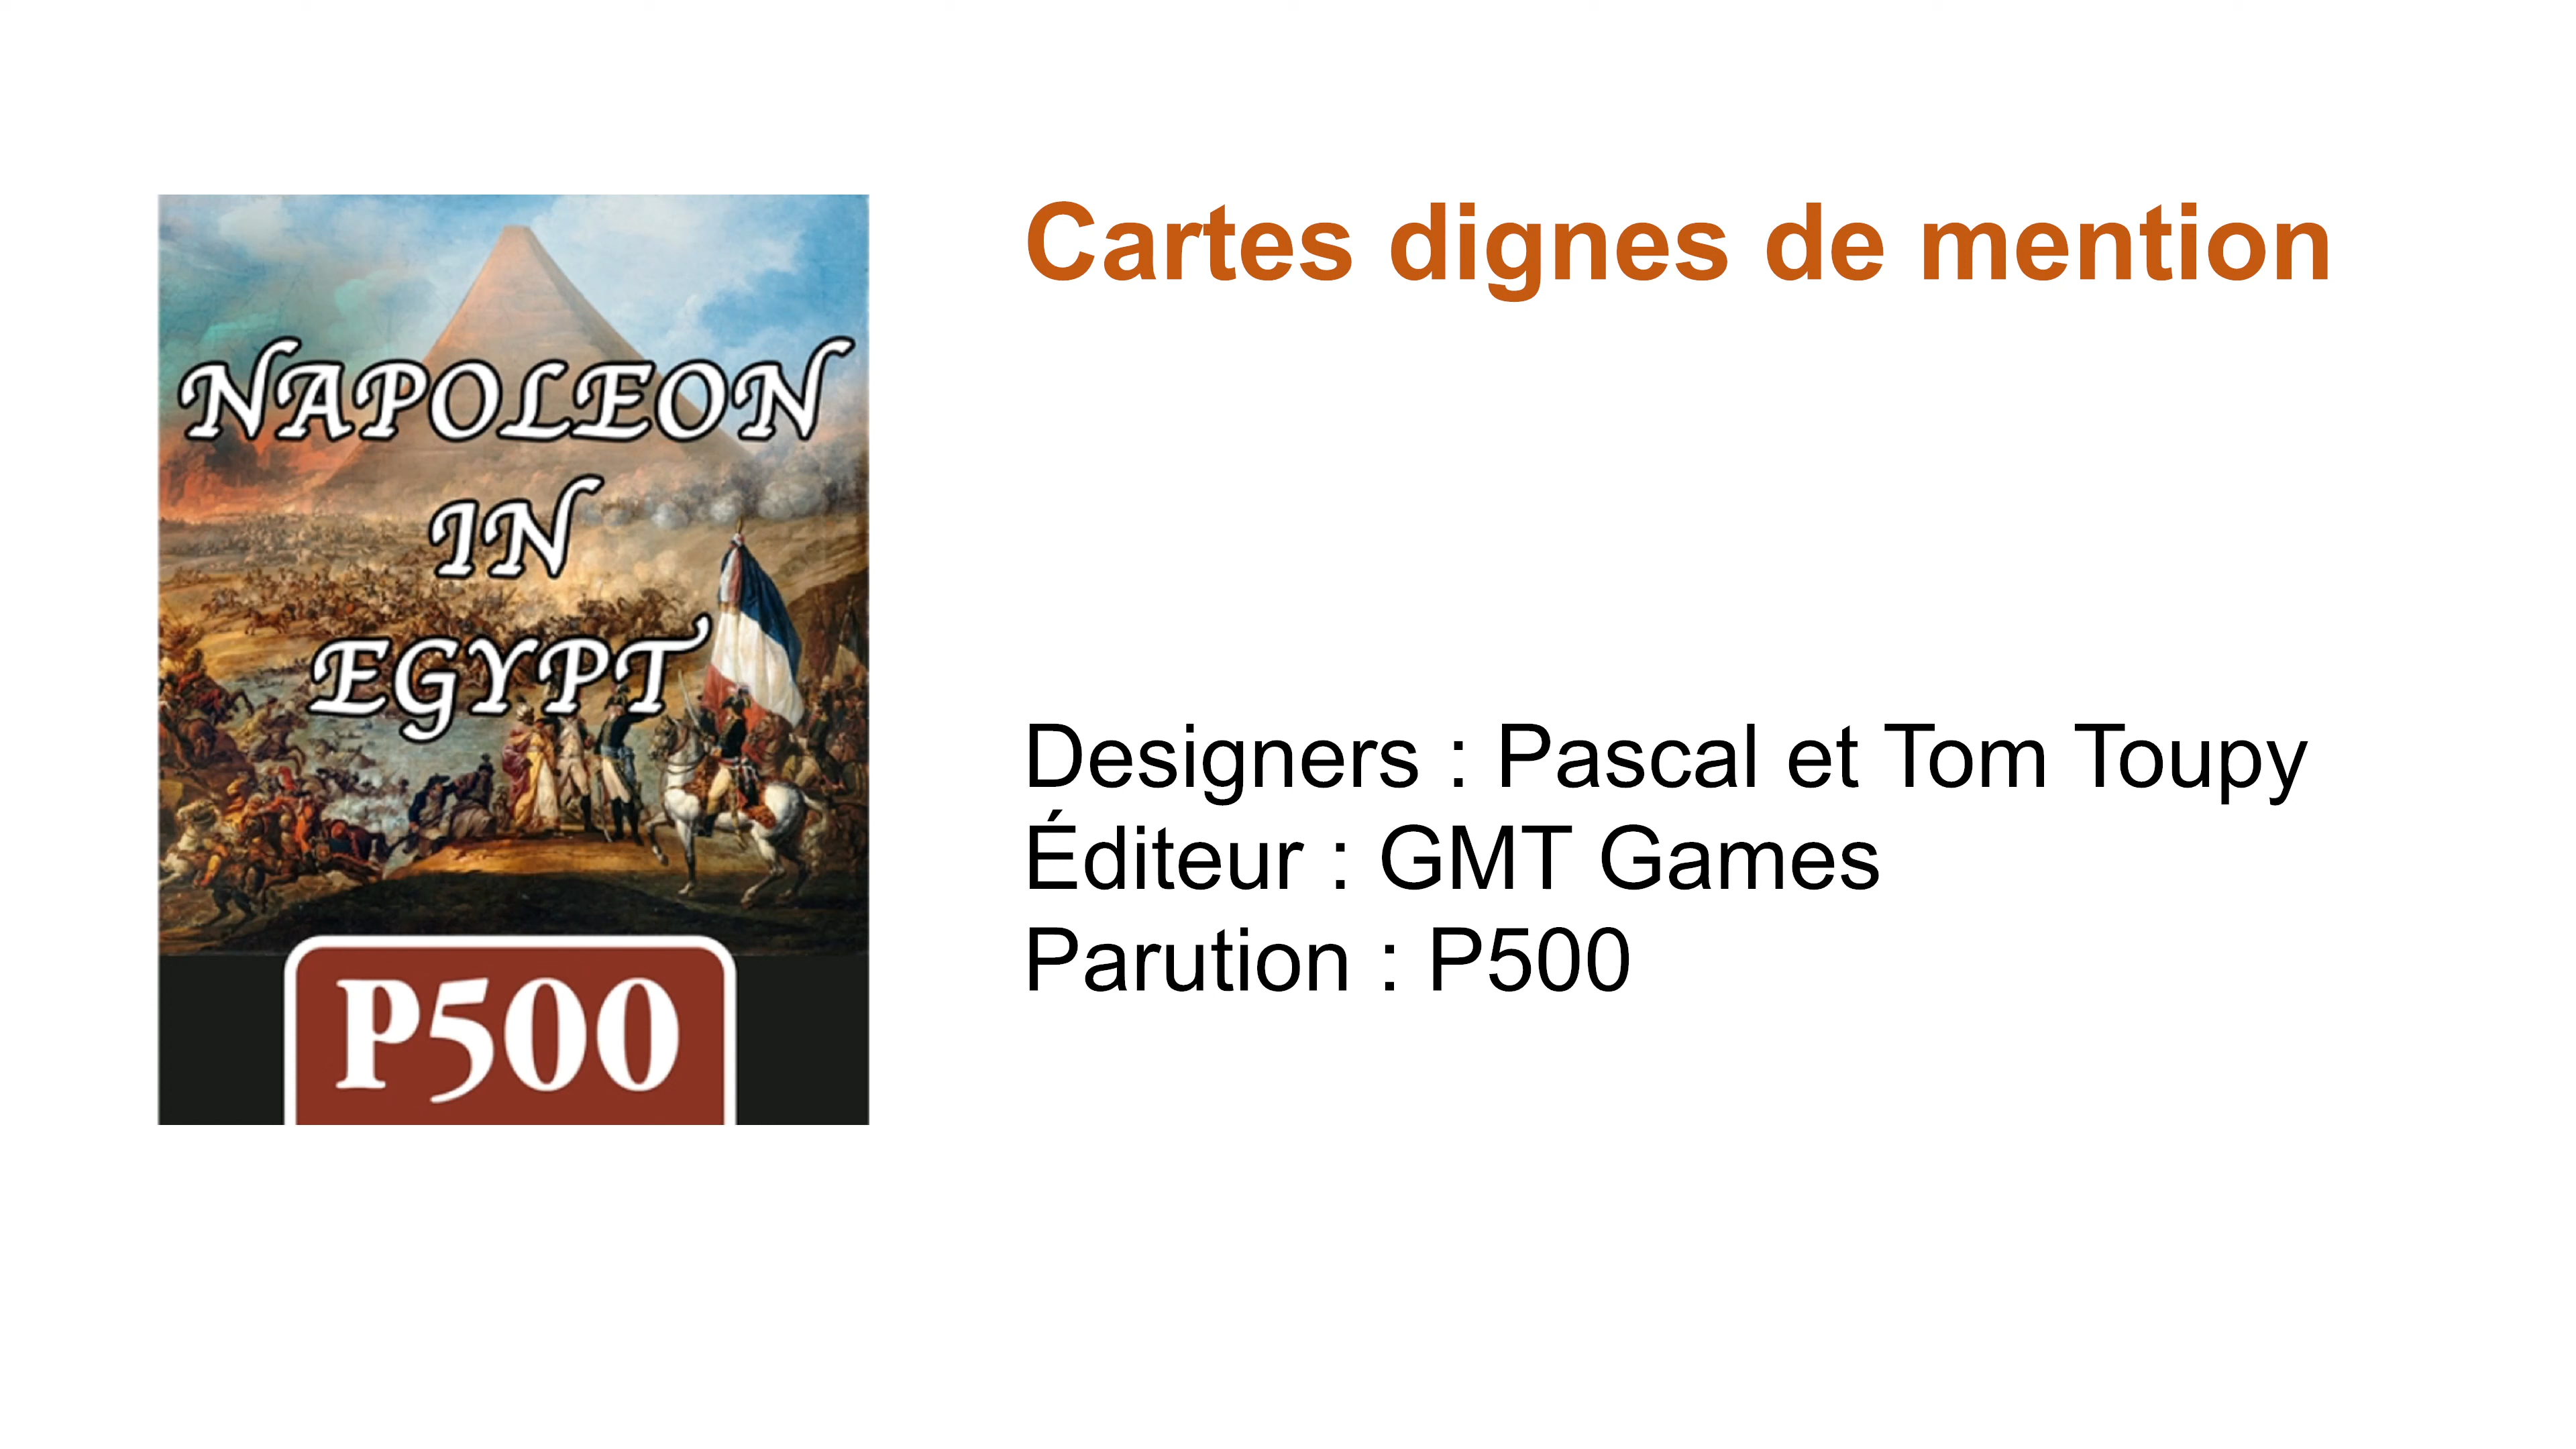 NAPOLEON
IN
EGYPT
P500
Cartes dignes de mention
Designers : Pascal et Tom Toupy
Éditeur : GMT Games
Parution : P500